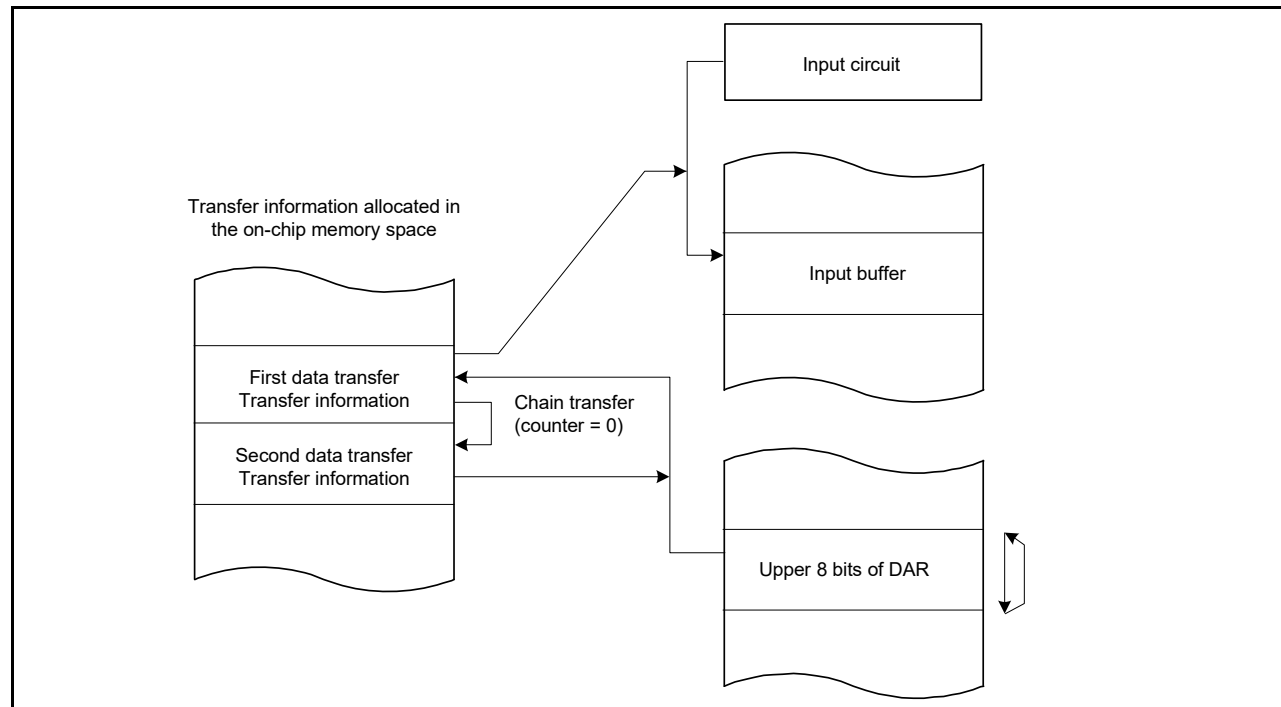 Input circuit
Transfer information allocated in
the on-chip memory space
Input buffer
First data transfer
Transfer information
Chain transfer
(counter = 0)
Second data transfer
Transfer information
Upper 8 bits of DAR